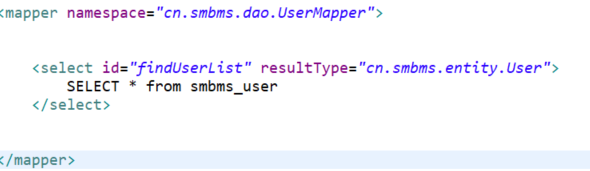 <mapper namespace="cn.smbms.dao.UserMapper">
<select id="findUserList" resultType="cn.smbms.entity.User">
SELECT * from smbms_user
</select>
</mapper>